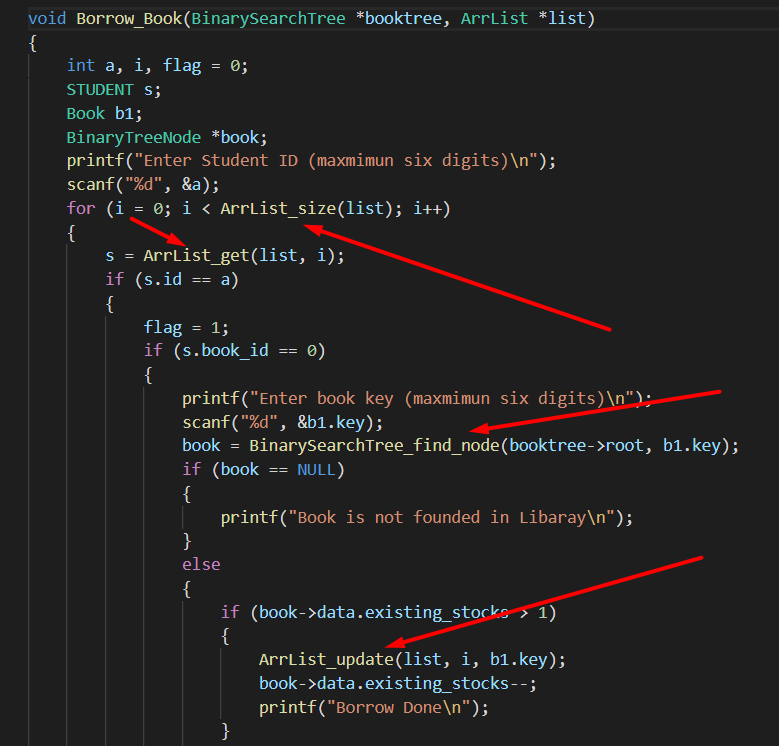 void Borrow_Book(BinarySearchTree *booktree, ArrList *list)
{
    int a, i, flag = 0;
    STUDENT s;
    Book b1;
    BinaryTreeNode *book;
    printf("Enter Student ID (maxmimun six digits)\n");
    scanf("%d", &a);
    for (i = 0; i < ArrList_size(list); i++)
    {
        s = ArrList_get(list, i);
        if (s.id == a)
        {
            flag = 1;
            if (s.book_id == 0)
            {
                printf("Enter book key (maxmimun six digits)\n");
                scanf("%d", &b1.key);
                book = BinarySearchTree_find_node(booktree->root, b1.key);
                if (book == NULL)
                {
                    printf("Book is not founded in Libaray\n");
                }
                else
                {
                    if (book->data.existing_stocks > 1)
                    {
                        ArrList_update(list, i, b1.key);
                        book->data.existing_stocks--;
                        printf("Borrow Done\n");
                    }